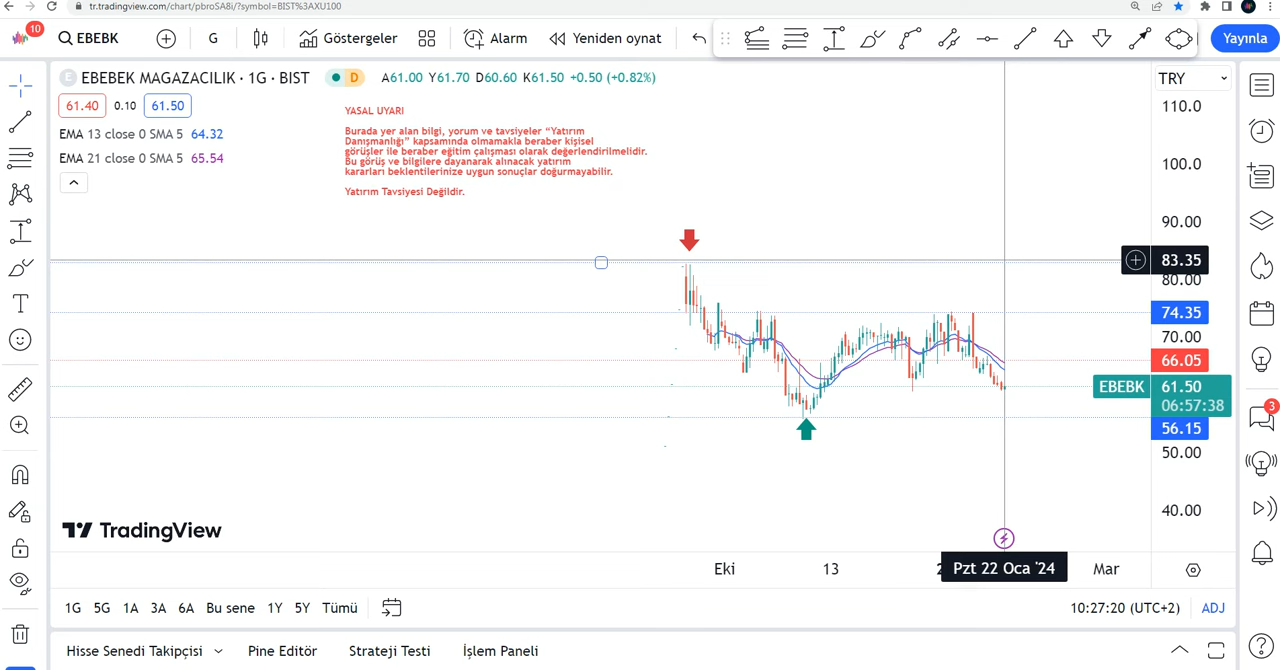 tr.tradingview.com/chart/pbroSA8i/?symbol=BIST%3AXU100
10
EBEBK
G
Göstergeler
Alarm
Yeniden oynat
Yayınla
E
EBEBEK MAGAZACILIK · 1G · BIST
D
A61.00 Y61.70 D60.60 K61.50 +0.50 (+0.82%)
TRY
61.40
0.10
61.50
EMA 13 close 0 SMA 5 64.32
EMA 21 close 0 SMA 5 65.54
YASAL UYARI
Burada yer alan bilgi, yorum ve tavsiyeler “Yatırım
Danışmanlığı” kapsamında olmamakla beraber kişisel
görüşler ile beraber eğitim çalışması olarak değerlendirilmelidir.
Bu görüş ve bilgilere dayanarak alınacak yatırım
kararları beklentilerinize uygun sonuçlar doğurmayabilir.
Yatırım Tavsiyesi Değildir.
110.0
100.0
90.00
83.35
80.00
74.35
70.00
66.05
EBEBK
61.50
06:57:38
56.15
50.00
40.00
3
TradingView
Eki
13
2
Pzt 22 Oca '24
Mar
1G
5G
1A
3A
6A
Bu sene
1Y
5Y
Tümü
10:27:20 (UTC+2)
ADJ
Hisse Senedi Takipçisi
Pine Editör
Strateji Testi
İşlem Paneli